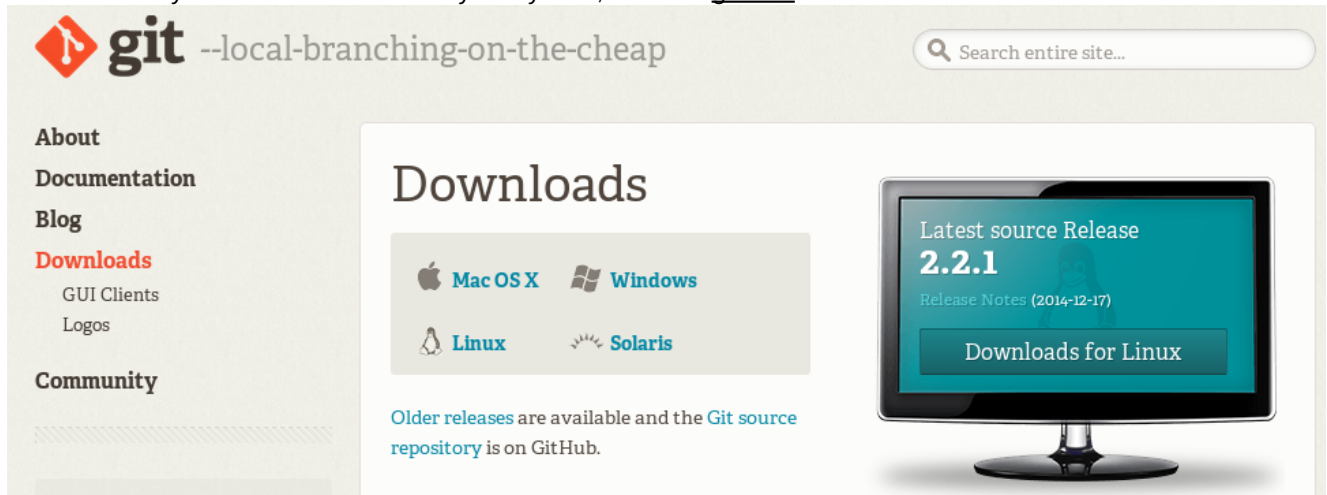 git --local-branching-on-the-cheap
Search entire site...
About
Documentation
Blog
Downloads
GUI Clients
Logos
Community
Downloads
Mac OS X
Windows
Linux
Solaris
Older releases are available and the Git source
repository is on GitHub.
Latest source Release
2.2.1
Release Notes (2014-12-17)
Downloads for Linux